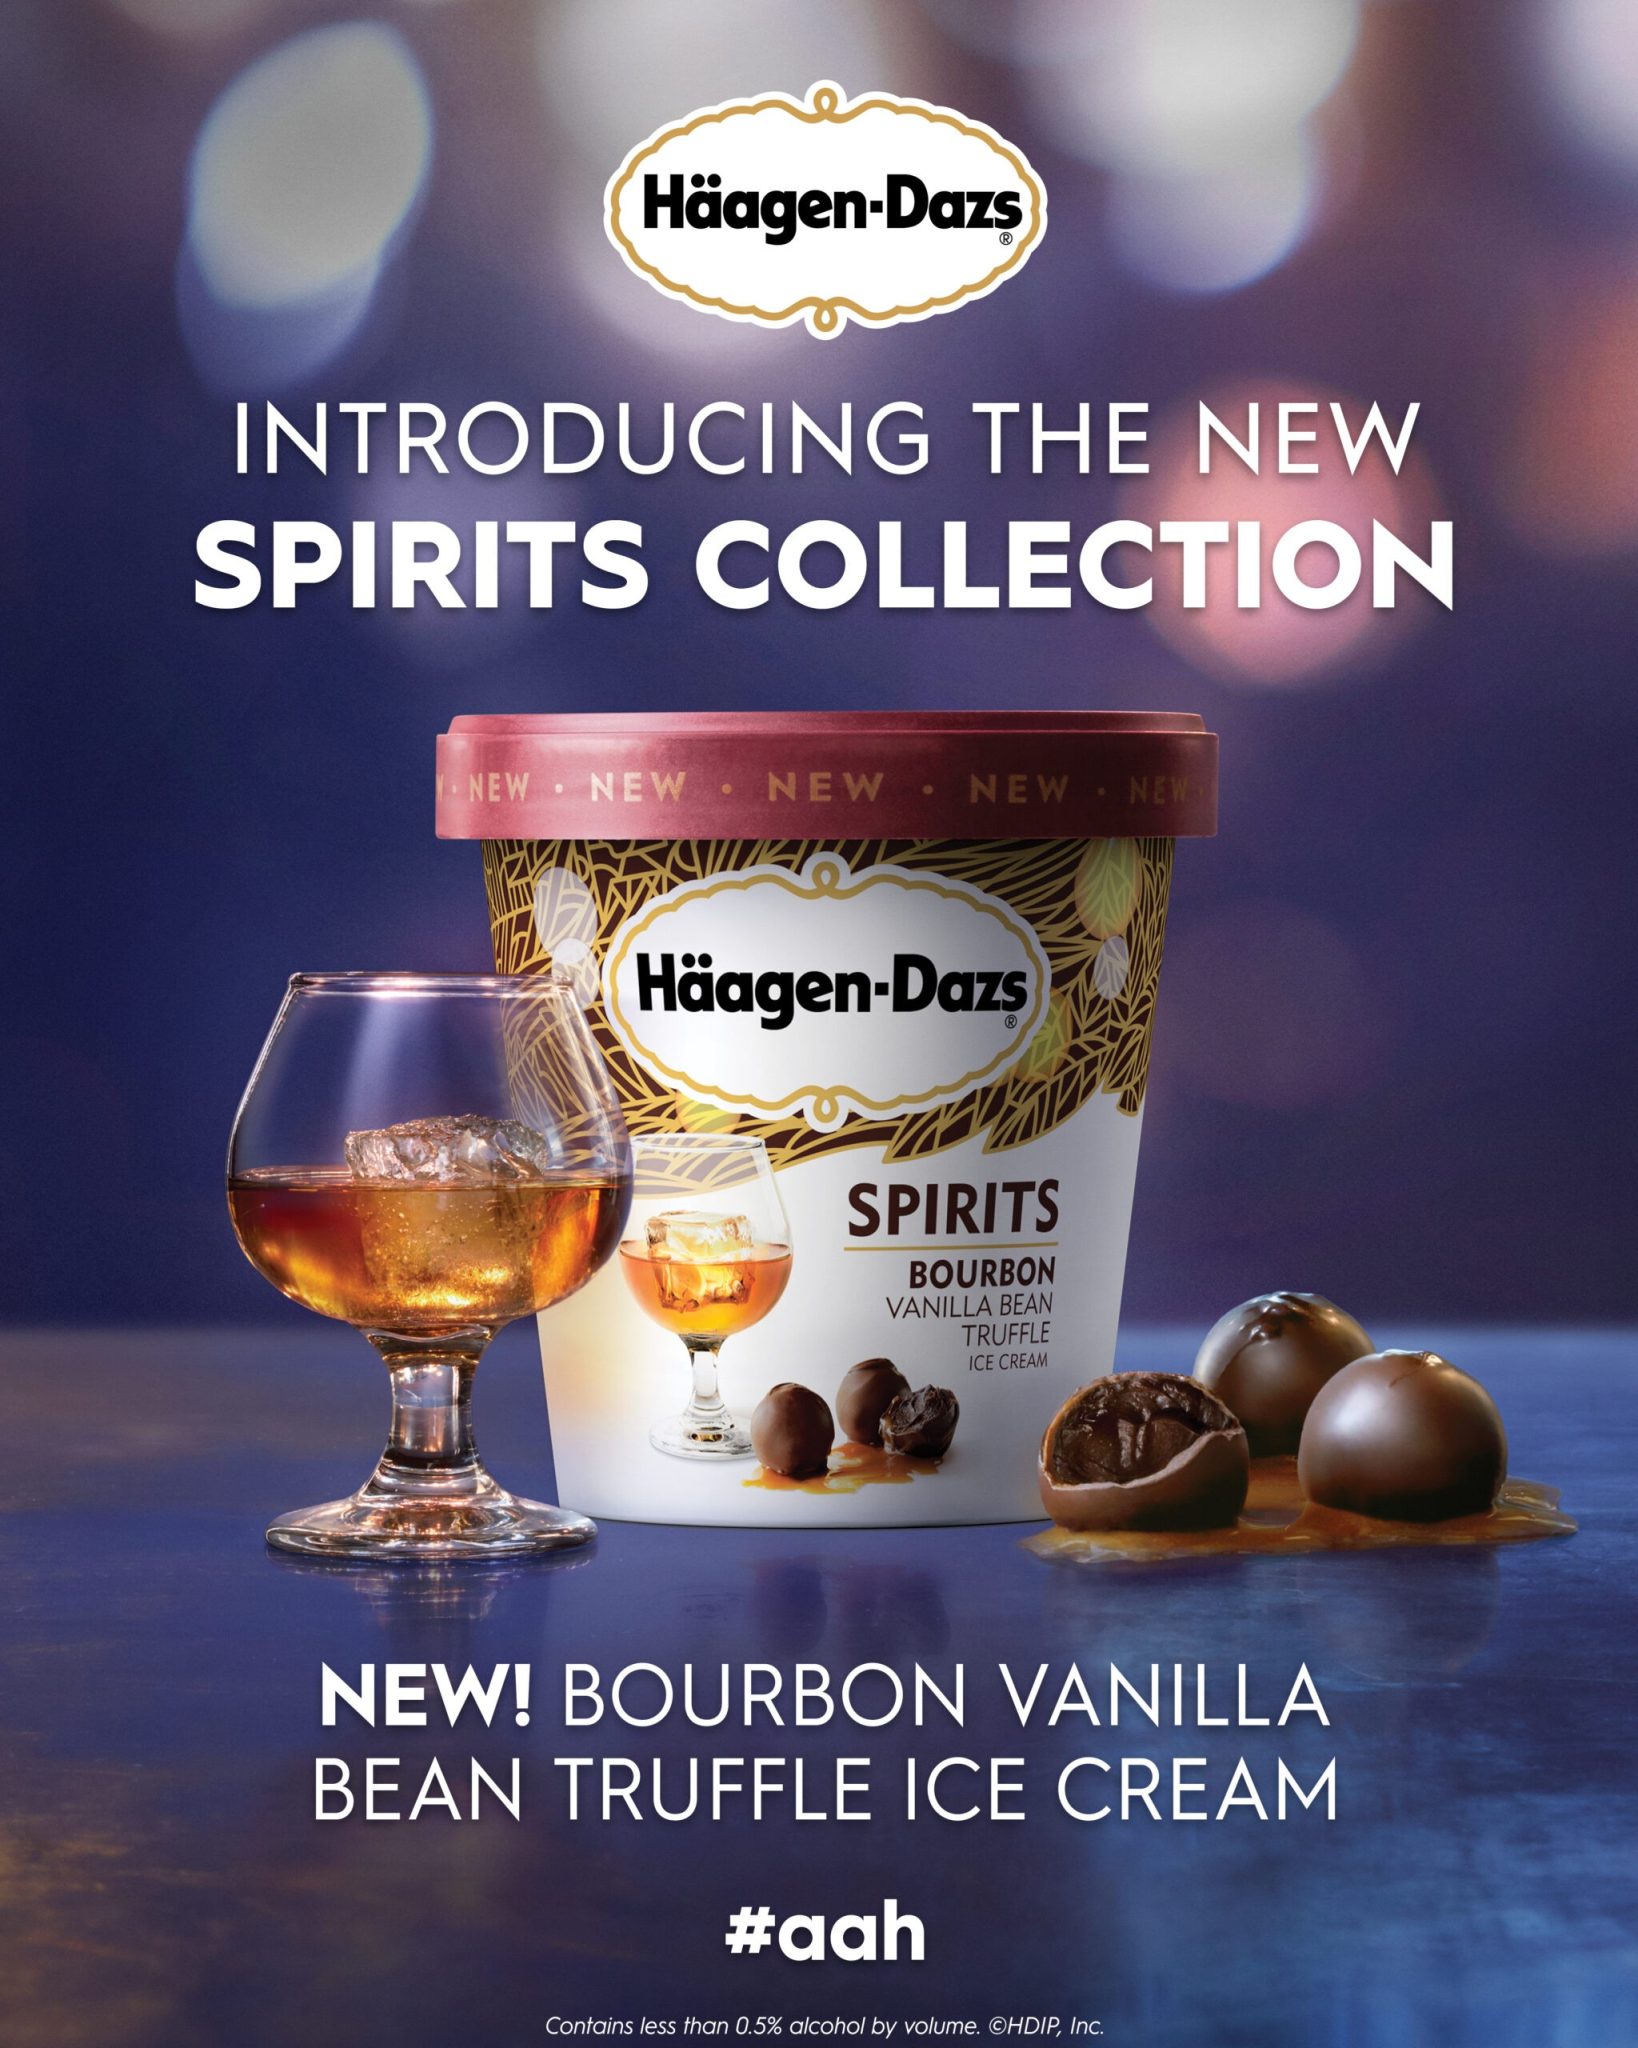 Häagen-Dazs®
INTRODUCING THE NEW
SPIRITS COLLECTION
NEW · NEW · NEW · NEW · NEW
Häagen-Dazs®
SPIRITS
BOURBON
VANILLA BEAN
TRUFFLE
ICE CREAM
NEW! BOURBON VANILLA
BEAN TRUFFLE ICE CREAM
#aah
Contains less than 0.5% alcohol by volume. ©HDIP, Inc.